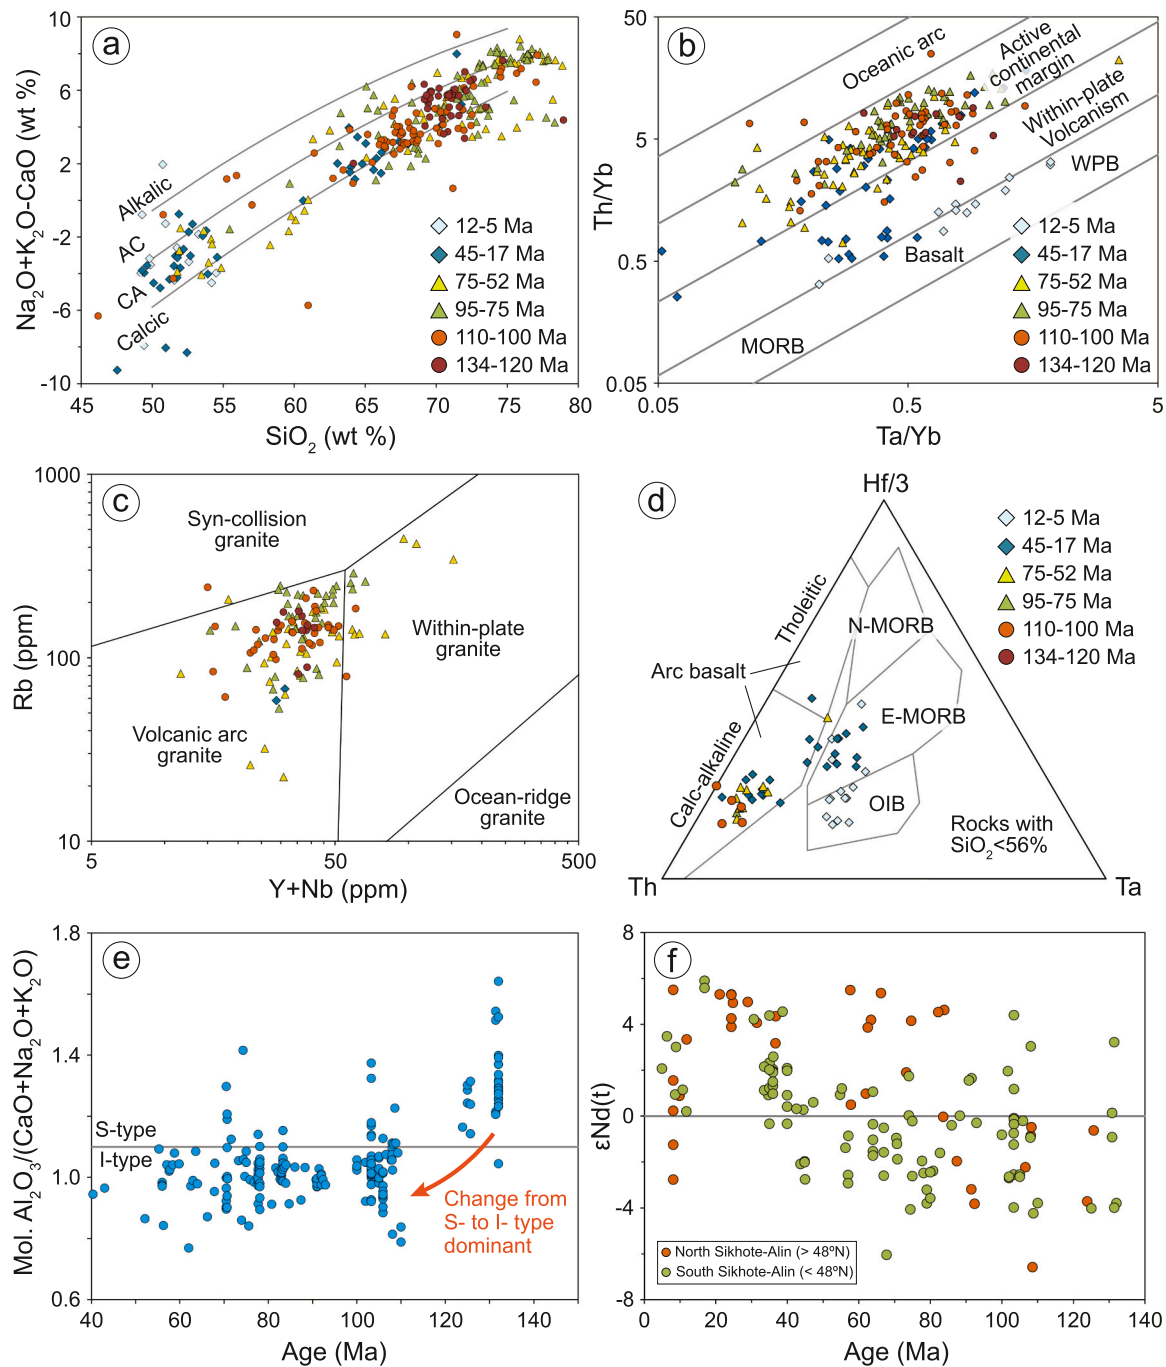 a
Na2O+K2O-CaO (wt %)
10
6
2
-2
-6
-10
Alkalic
AC
CA
Calcic
12-5 Ma
45-17 Ma
75-52 Ma
95-75 Ma
110-100 Ma
134-120 Ma
45 50 55 60 65 70 75 80
SiO2 (wt %)
b
Th/Yb
50
5
0.5
0.05
Oceanic arc
Active
continental
margin
Within-plate
Volcanism
WPB
Basalt
MORB
12-5 Ma
45-17 Ma
75-52 Ma
95-75 Ma
110-100 Ma
134-120 Ma
0.05 0.5 5
Ta/Yb
c
Rb (ppm)
1000
100
10
Syn-collision
granite
Within-plate
granite
Volcanic arc
granite
Ocean-ridge
granite
5 50 500
Y+Nb (ppm)
d
Hf/3
12-5 Ma
45-17 Ma
75-52 Ma
95-75 Ma
110-100 Ma
134-120 Ma
Tholeitic
N-MORB
Arc basalt
E-MORB
Calc-alkaline
OIB
Rocks with
SiO2<56%
Th
Ta
e
Mol. Al2O3/(CaO+Na2O+K2O)
1.8
1.4
1.0
0.6
S-type
I-type
Change from
S- to I- type
dominant
40 60 80 100 120 140
Age (Ma)
f
εNd(t)
8
4
0
-4
-8
North Sikhote-Alin (> 48ºN)
South Sikhote-Alin (< 48ºN)
0 20 40 60 80 100 120 140
Age (Ma)